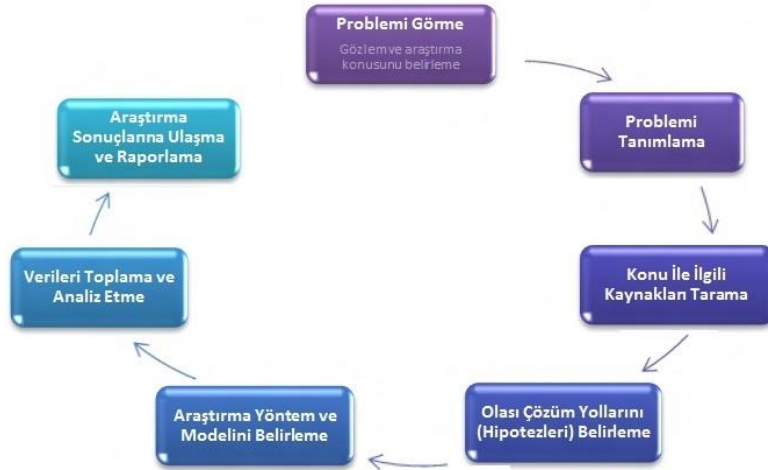 Problemi Görme
Gözlem ve araştırma
konusunu belirleme
Problemi
Tanımlama
Konu İle İlgili
Kaynakları Tarama
Olası Çözüm Yollarını
(Hipotezleri) Belirleme
Araştırma Yöntem ve
Modelini Belirleme
Verileri Toplama ve
Analiz Etme
Araştırma
Sonuçlarına Ulaşma
ve Raporlama